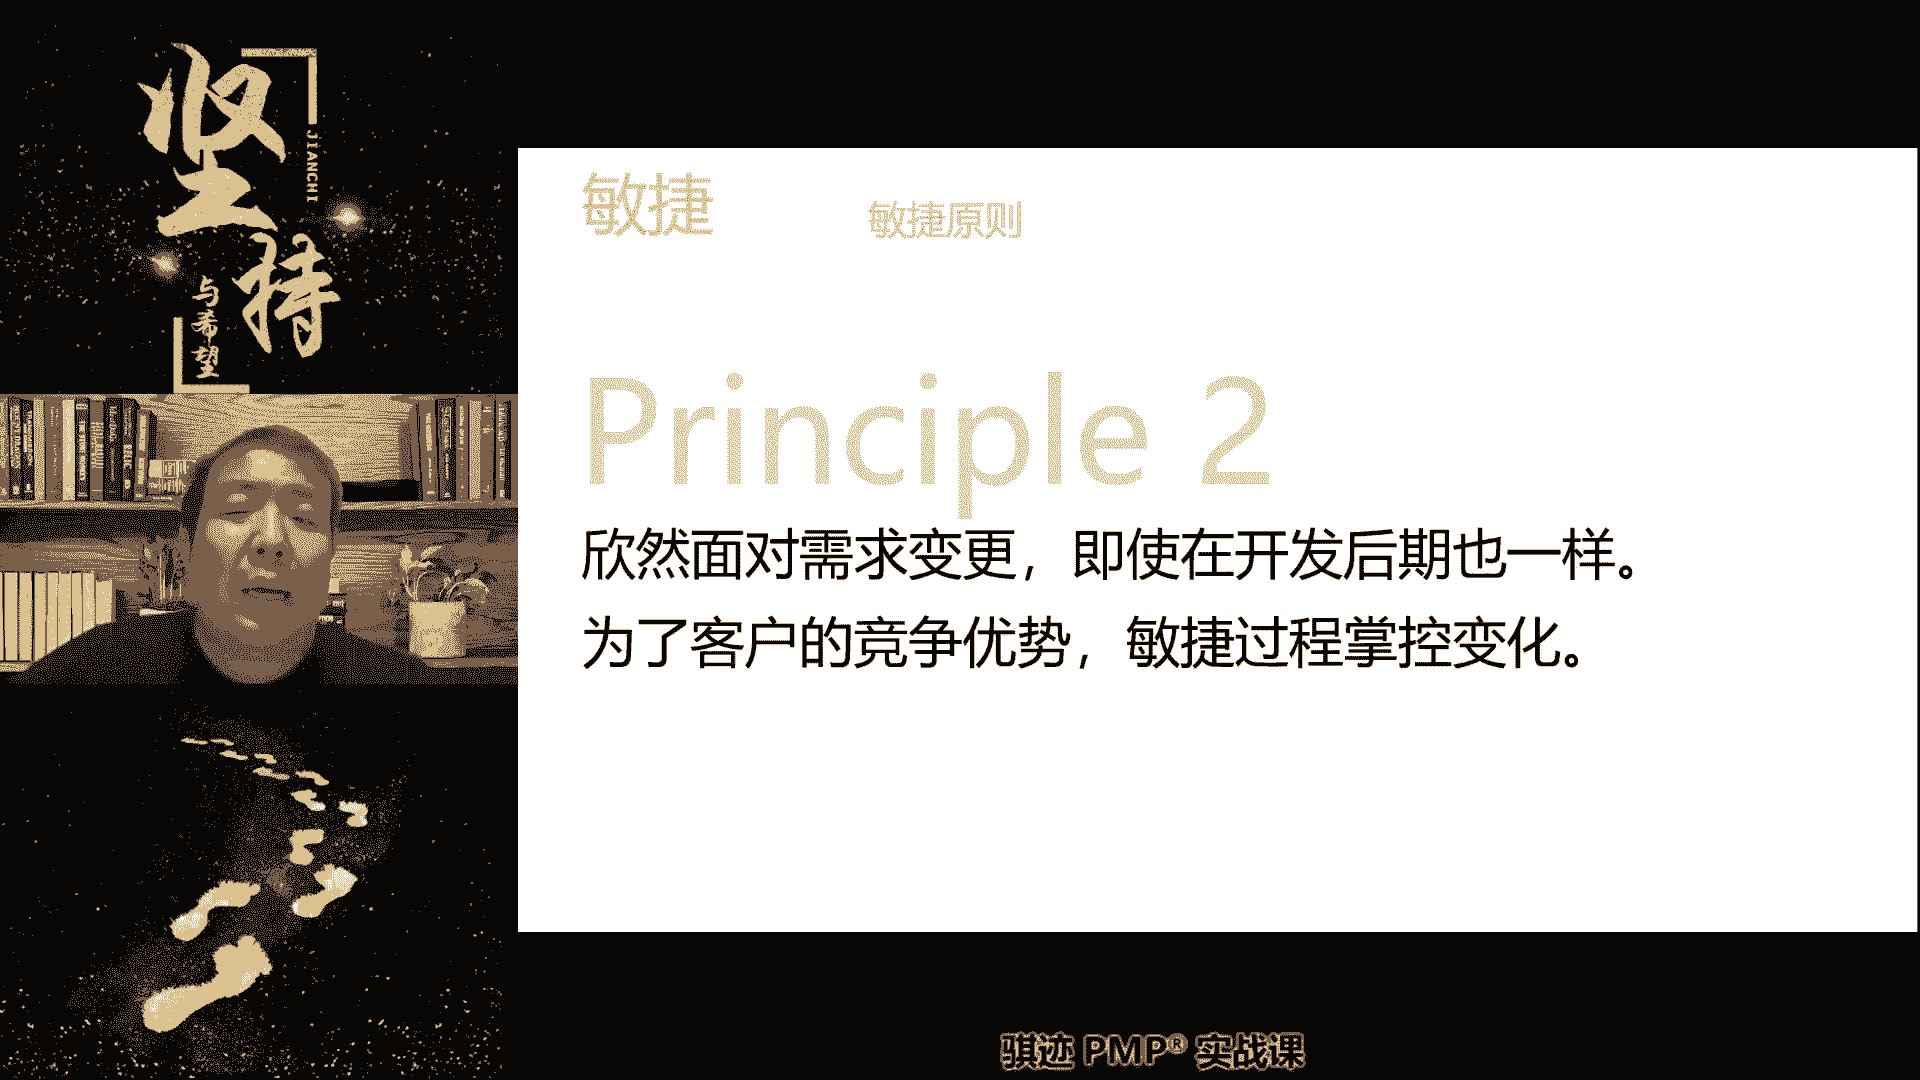 坚持
JIANCHI
与希望
敏捷
敏捷原则
Principle 2
欣然面对需求变更，即使在开发后期也一样。
为了客户的竞争优势，敏捷过程掌控变化。
骐迹 PMP® 实战课